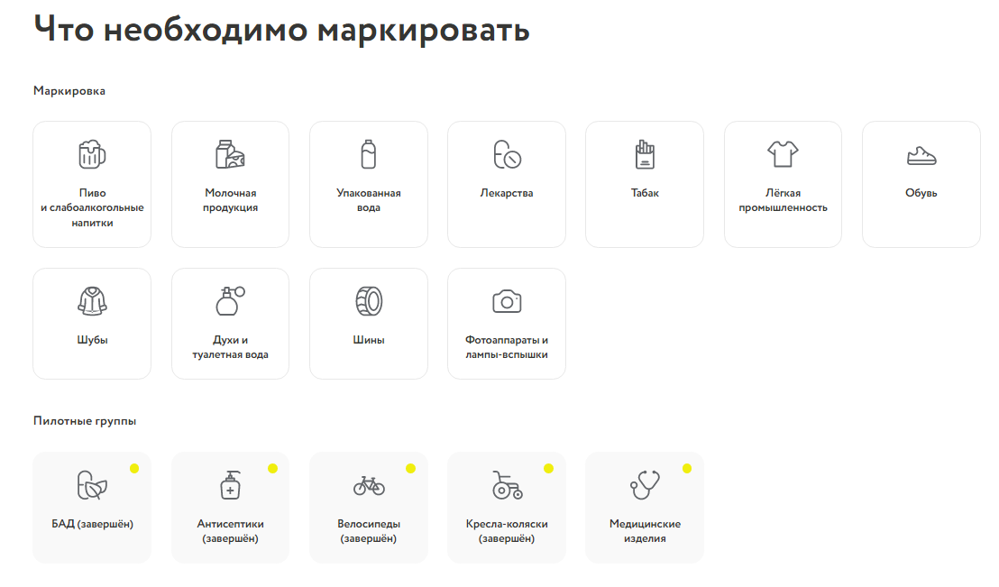 Что необходимо маркировать
Маркировка
Пиво
и слабоалкогольные
напитки
Молочная
продукция
Упакованная
вода
Лекарства
Табак
Лёгкая
промышленность
Обувь
Шубы
Духи и
туалетная вода
Шины
Фотоаппараты и
лампы-вспышки
Пилотные группы
БАД (завершён)
Антисептики
(завершён)
Велосипеды
(завершён)
Кресла-коляски
(завершён)
Медицинские
изделия